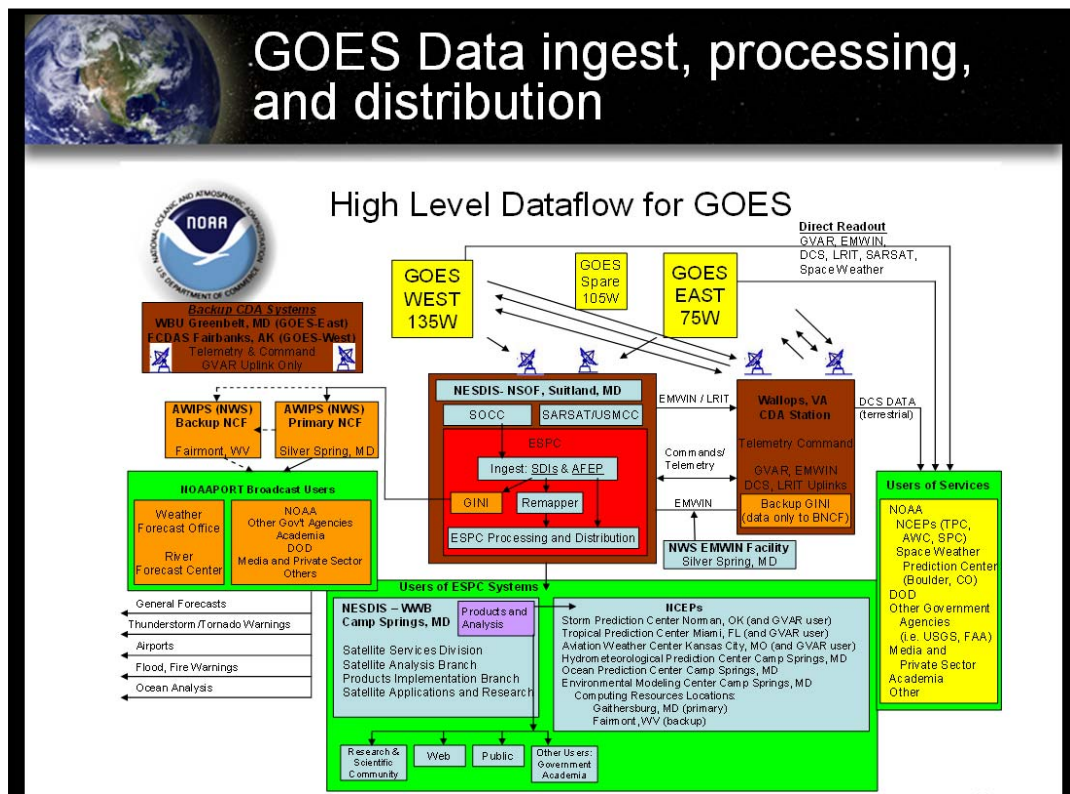 GOES Data ingest, processing,
and distribution
High Level Dataflow for GOES
NATIONAL OCEANIC AND ATMOSPHERIC ADMINISTRATION
U.S. DEPARTMENT OF COMMERCE
NOAA
Direct Readout
GVAR, EMWIN,
DCS, LRIT, SARSAT,
Space Weather
GOES
WEST
135W
GOES
Spare
105W
GOES
EAST
75W
Backup CDA Systems
WBU Greenbelt, MD (GOES-East)
FCDAS Fairbanks, AK (GOES-West)
Telemetry & Command
GVAR Uplink Only
AWIPS (NWS)
Backup NCF
Fairmont, WV
AWIPS (NWS)
Primary NCF
Silver Spring, MD
NESDIS- NSOF, Suitland, MD
SOCC
SARSAT/USMCC
ESPC
Ingest: SDIs & AFEP
GINI
Remapper
ESPC Processing and Distribution
EMWIN / LRIT
Commands/
Telemetry
EMWIN
Wallops, VA
CDA Station
Telemetry Command
GVAR, EMWIN
DCS, LRIT Uplinks
Backup GINI
(data only to BNCF)
DCS DATA
(terrestrial)
NWS EMWIN Facility
Silver Spring, MD
NOAAPORT Broadcast Users
Weather
Forecast Office
River
Forecast Center
NOAA
Other Gov't Agencies
Academia
DOD
Media and Private Sector
Others
General Forecasts
Thunderstorm/Tornado Warnings
Airports
Flood, Fire Warnings
Ocean Analysis
Users of ESPC Systems
NESDIS – WWB
Camp Springs, MD
Satellite Services Division
Satellite Analysis Branch
Products Implementation Branch
Satellite Applications and Research
Products and
Analysis
NCEPs
Storm Prediction Center Norman, OK (and GVAR user)
Tropical Prediction Center Miami, FL (and GVAR user)
Aviation Weather Center Kansas City, MO (and GVAR user)
Hydrometeorological Prediction Center Camp Springs, MD
Ocean Prediction Center Camp Springs, MD
Environmental Modeling Center Camp Springs, MD
Computing Resources Locations:
Gaithersburg, MD (primary)
Fairmont, WV (backup)
Research &
Scientific
Community
Web
Public
Other Users:
Government
Academia
Users of Services
NOAA
NCEPs (TPC,
AWC, SPC)
Space Weather
Prediction Center
(Boulder, CO)
DOD
Other Government
Agencies
(i.e. USGS, FAA)
Media and
Private Sector
Academia
Other